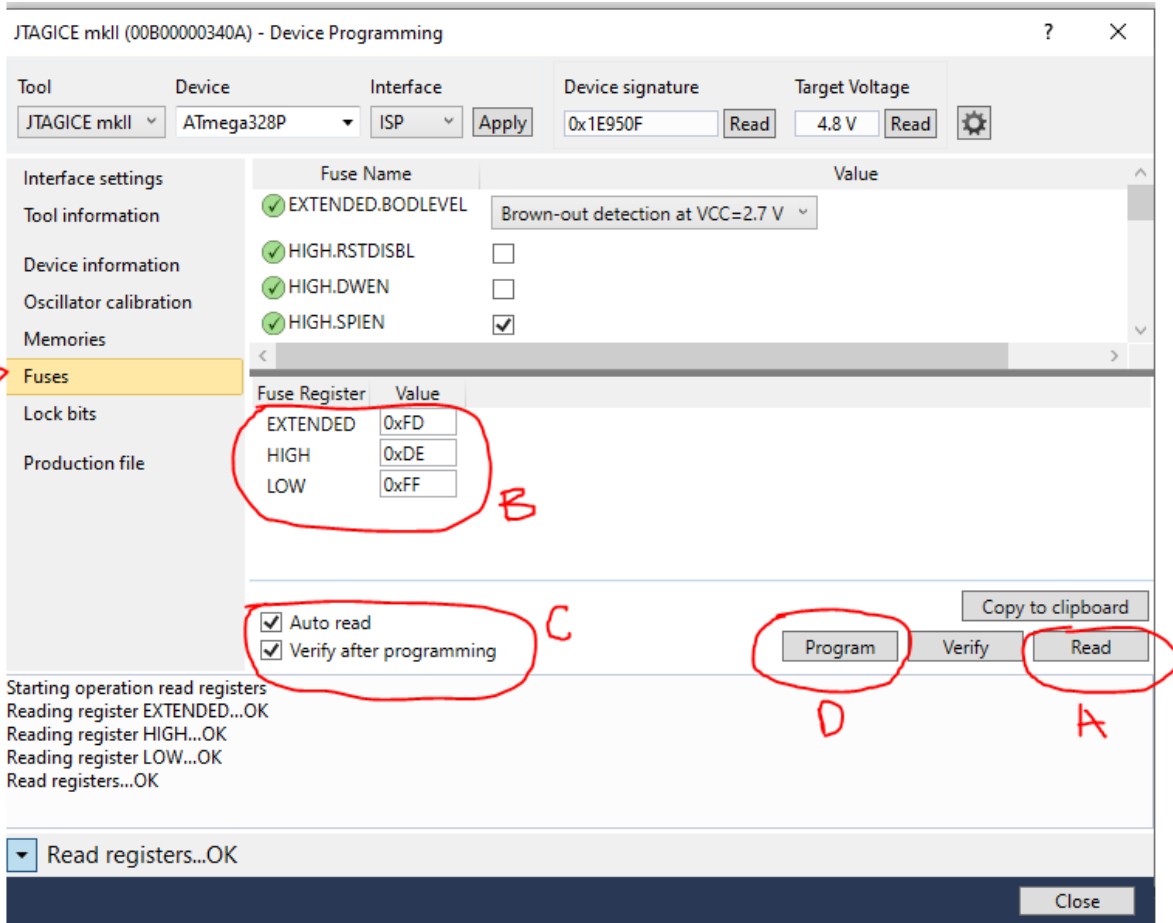 JTAGICE mkII (00B00000340A) - Device Programming ?
Tool Device Interface Device signature Target Voltage
JTAGICE mkII ATmega328P ISP Apply 0x1E950F Read 4.8 V Read
Interface settings
Tool information
Device information
Oscillator calibration
Memories
Fuses
Lock bits
Production file
Fuse Name Value
EXTENDED.BODLEVEL Brown-out detection at VCC=2.7 V
HIGH.RSTDISBL
HIGH.DWEN
HIGH.SPIEN
Fuse Register Value
EXTENDED 0xFD
HIGH 0xDE
LOW 0xFF
B
Auto read
Verify after programming
C
Copy to clipboard
Program Verify Read
D A
Starting operation read registers
Reading register EXTENDED...OK
Reading register HIGH...OK
Reading register LOW...OK
Read registers...OK
Read registers...OK
Close